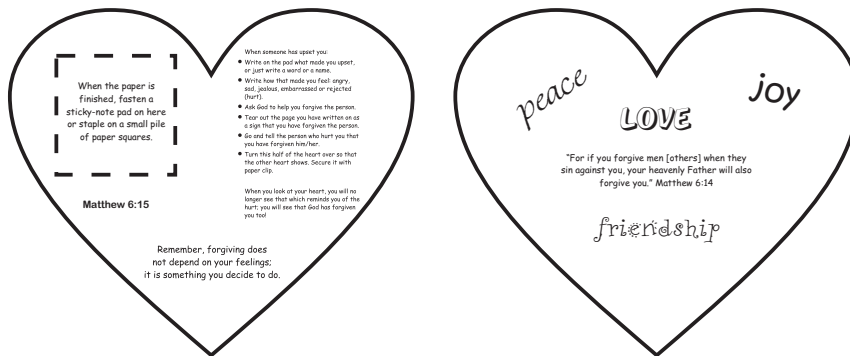 When the paper is
finished, fasten a
sticky-note pad on here
or staple on a small pile
of paper squares.
Matthew 6:15
When someone has upset you:
• Write on the pad what made you upset,
or just write a word or a name.
• Write how that made you feel: angry,
sad, jealous, embarrassed or rejected
(hurt).
• Ask God to help you forgive the person.
• Tear out the page you have written on as
a sign that you have forgiven the person.
• Go and tell the person who hurt you that
you have forgiven him/her.
• Turn this half of the heart over so that
the other heart shows. Secure it with
paper clip.
When you look at your heart, you will no
longer see that which reminds you of the
hurt; you will see that God has forgiven
you too!
Remember, forgiving does
not depend on your feelings;
it is something you decide to do.
peace
joy
LOVE
"For if you forgive men [others] when they
sin against you, your heavenly Father will also
forgive you." Matthew 6:14
friendship